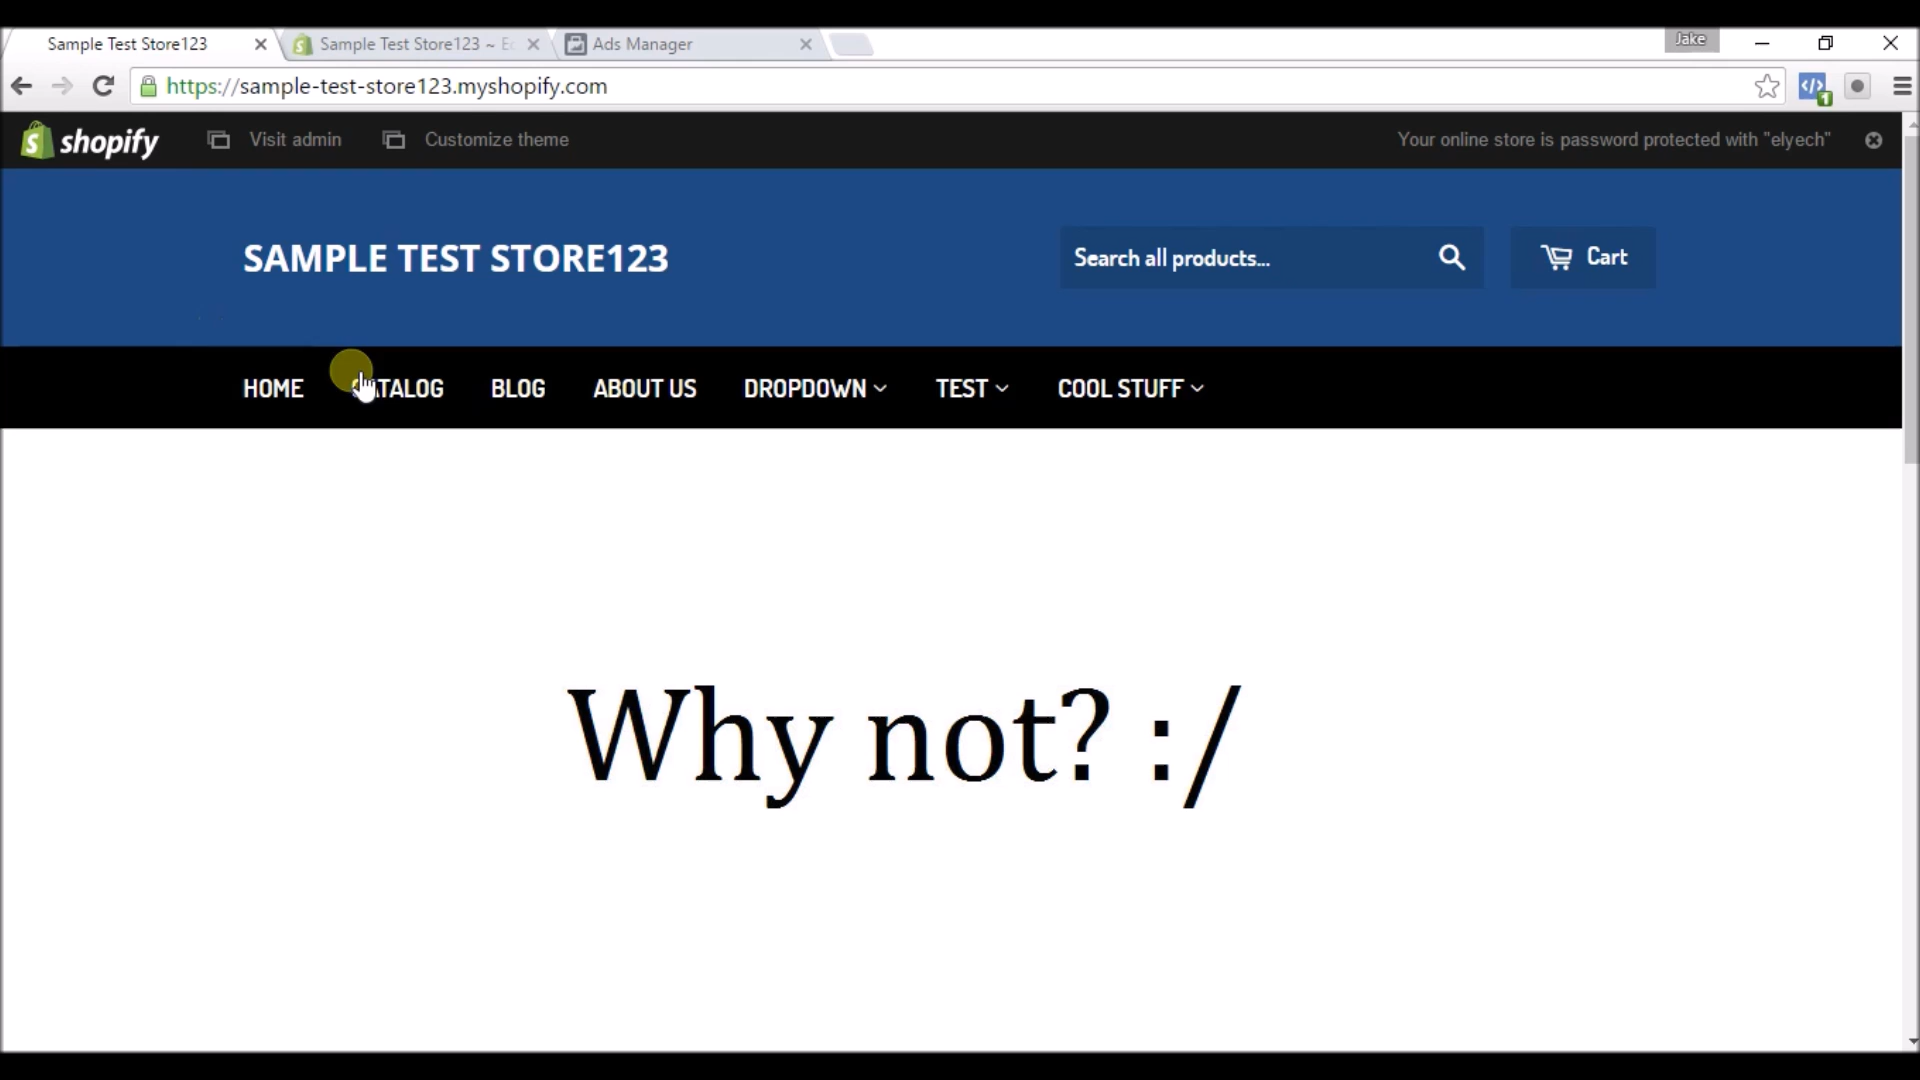 Sample Test Store123
Sample Test Store123 ~
Ads Manager
Jake
https://sample-test-store123.myshopify.com
1
shopify
Visit admin
Customize theme
Your online store is password protected with "elyech"
SAMPLE TEST STORE123
Search all products...
Cart
HOME
CATALOG
BLOG
ABOUT US
DROPDOWN
TEST
COOL STUFF
Why not? :/